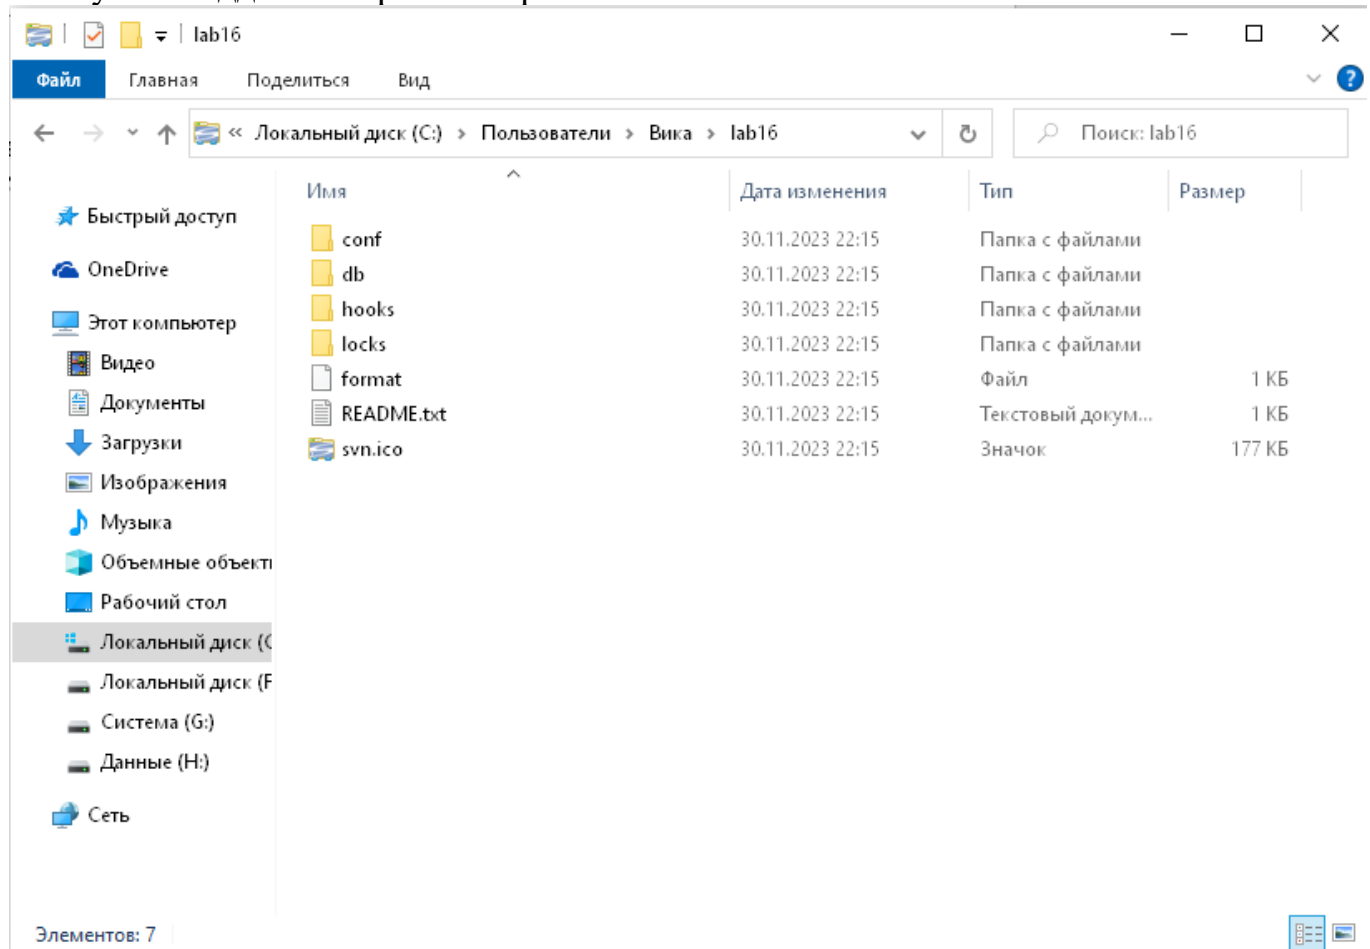 lab16
Файл Главная Поделиться Вид
« Локальный диск (C:) > Пользователи > Вика > lab16 Поиск: lab16
Имя Дата изменения Тип Размер
Быстрый доступ
OneDrive
Этот компьютер
Видео
Документы
Загрузки
Изображения
Музыка
Объемные объекты
Рабочий стол
Локальный диск (C
Локальный диск (F
Система (G:)
Данные (H:)
Сеть
conf 30.11.2023 22:15 Папка с файлами
db 30.11.2023 22:15 Папка с файлами
hooks 30.11.2023 22:15 Папка с файлами
locks 30.11.2023 22:15 Папка с файлами
format 30.11.2023 22:15 Файл 1 КБ
README.txt 30.11.2023 22:15 Текстовый докум... 1 КБ
svn.ico 30.11.2023 22:15 Значок 177 КБ
Элементов: 7